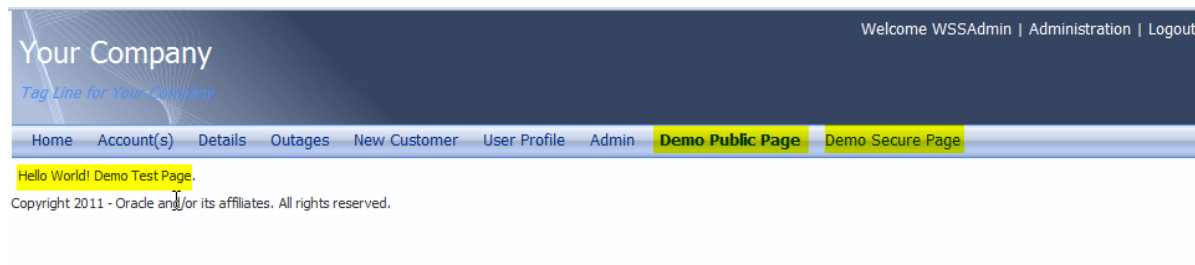 Welcome WSSAdmin | Administration | Logout
Your Company
Tag Line for Your Company
Home Account(s) Details Outages New Customer User Profile Admin Demo Public Page Demo Secure Page
Hello World! Demo Test Page.
Copyright 2011 - Oracle and/or its affiliates. All rights reserved.